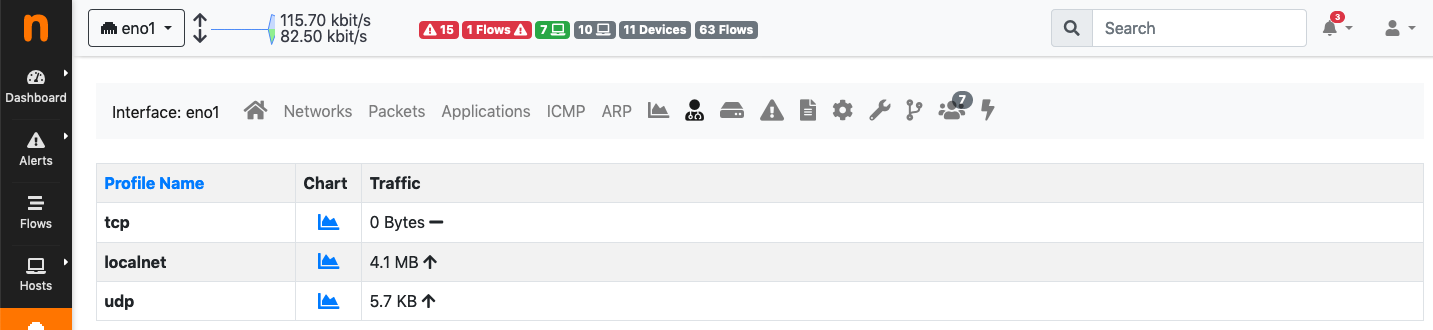 n
eno1
115.70 kbit/s
82.50 kbit/s
15
1 Flows
7
10
11 Devices
63 Flows
Search
3
Dashboard
Alerts
Flows
Hosts
Interface: eno1 Networks Packets Applications ICMP ARP 7
Profile Name Chart Traffic
tcp 0 Bytes
localnet 4.1 MB
udp 5.7 KB